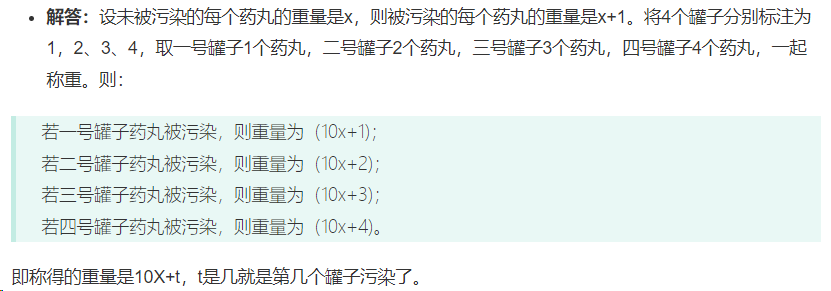 • 解答：设未被污染的每个药丸的重量是x，则被污染的每个药丸的重量是x+1。将4个罐子分别标注为
1，2、3、4，取一号罐子1个药丸，二号罐子2个药丸，三号罐子3个药丸，四号罐子4个药丸，一起
称重。则：
若一号罐子药丸被污染，则重量为（10x+1）；
若二号罐子药丸被污染，则重量为（10x+2）；
若三号罐子药丸被污染，则重量为（10x+3）；
若四号罐子药丸被污染，则重量为（10x+4）。
即称得的重量是10X+t，t是几就是第几个罐子污染了。